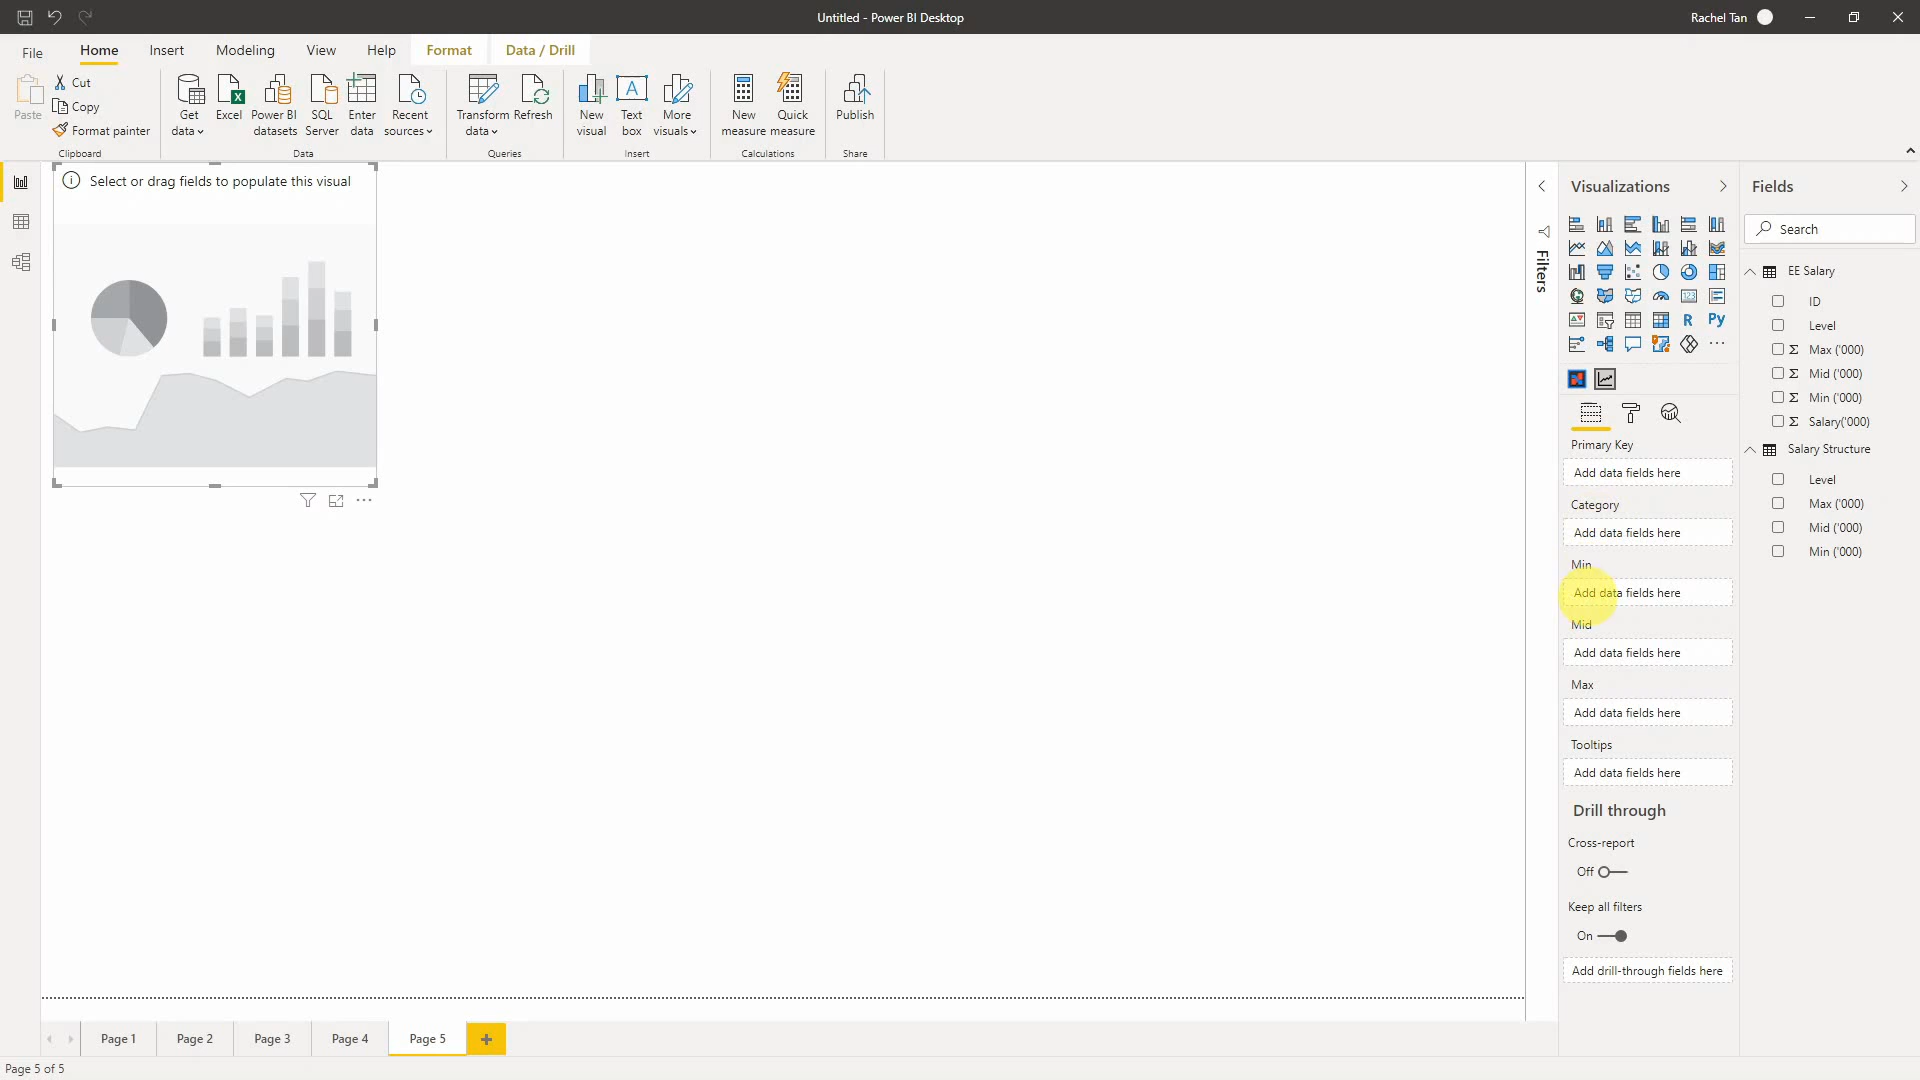 Untitled - Power BI Desktop
Rachel Tan
File
Home
Insert
Modeling
View
Help
Format
Data / Drill
Paste
Cut
Copy
Format painter
Clipboard
Get data
Excel
Power BI datasets
SQL Server
Enter data
Recent sources
Data
Transform data
Refresh
Queries
New visual
A
Text box
More visuals
Insert
New measure
Quick measure
Calculations
Publish
Share
Select or drag fields to populate this visual
Filters
Visualizations
123
R
Py
Primary Key
Add data fields here
Category
Add data fields here
Min
Add data fields here
Mid
Add data fields here
Max
Add data fields here
Tooltips
Add data fields here
Drill through
Cross-report
Off
Keep all filters
On
Add drill-through fields here
Fields
Search
EE Salary
ID
Level
Σ Max ('000)
Σ Mid ('000)
Σ Min ('000)
Σ Salary('000)
Salary Structure
Level
Max ('000)
Mid ('000)
Min ('000)
Page 1
Page 2
Page 3
Page 4
Page 5
+
Page 5 of 5